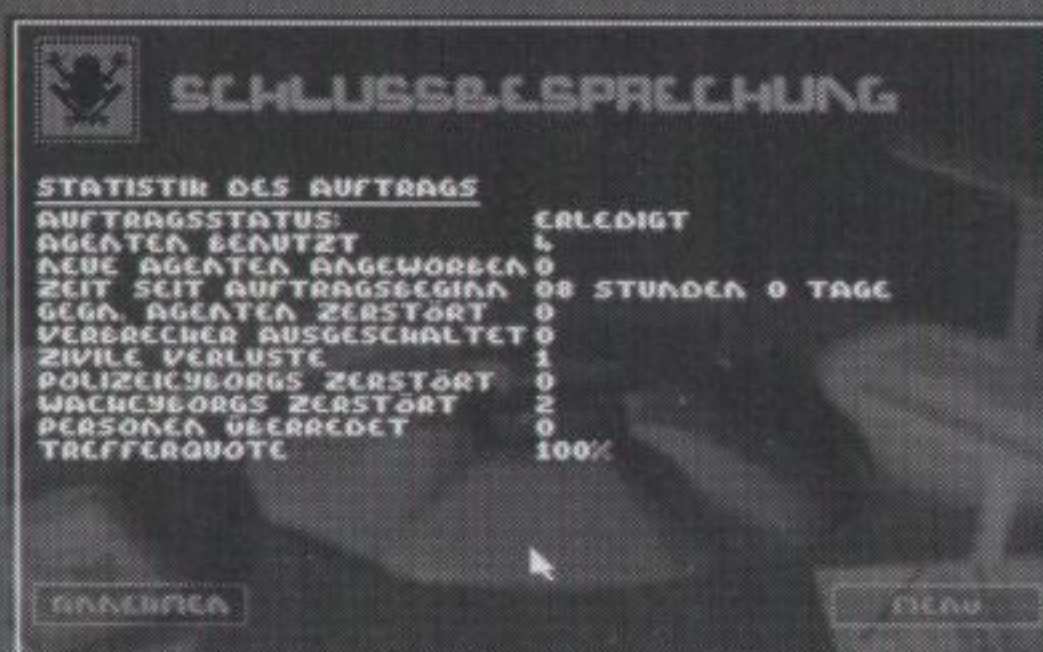 SCHLUSSBESPRECHUNG
STATISTIK DES AUFTRAGS
AUFTRAGSSTATUS: ERLEDIGT
AGENTEN BENUTZT
NEUE AGENTEN ANGEWORBEN 0
ZEIT SEIT AUFTRAGSBEGINN 08 STUNDEN 0 TAGE
GEGN. AGENTEN ZERSTÖRT 0
VERBRECHER AUSGESCHALTET 0
ZIVILE VERLUSTE 1
POLIZEICYBORGS ZERSTÖRT 0
WACHCYBORGS ZERSTÖRT 2
PERSONEN ÜBERREDET 0
TREFFERQUOTE 100%
ANNEHMEN MENU